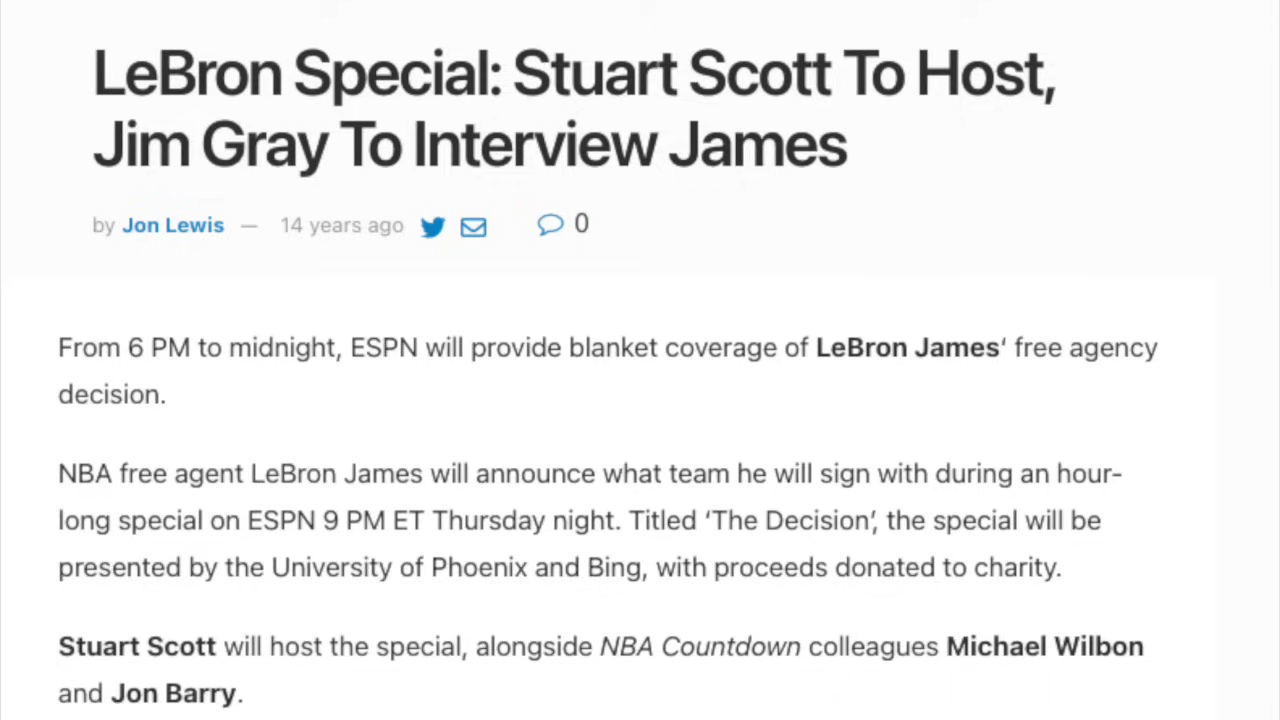 LeBron Special: Stuart Scott To Host,
Jim Gray To Interview James
by Jon Lewis — 14 years ago 0
From 6 PM to midnight, ESPN will provide blanket coverage of LeBron James‘ free agency
decision.
NBA free agent LeBron James will announce what team he will sign with during an hour-
long special on ESPN 9 PM ET Thursday night. Titled ‘The Decision’, the special will be
presented by the University of Phoenix and Bing, with proceeds donated to charity.
Stuart Scott will host the special, alongside NBA Countdown colleagues Michael Wilbon
and Jon Barry.